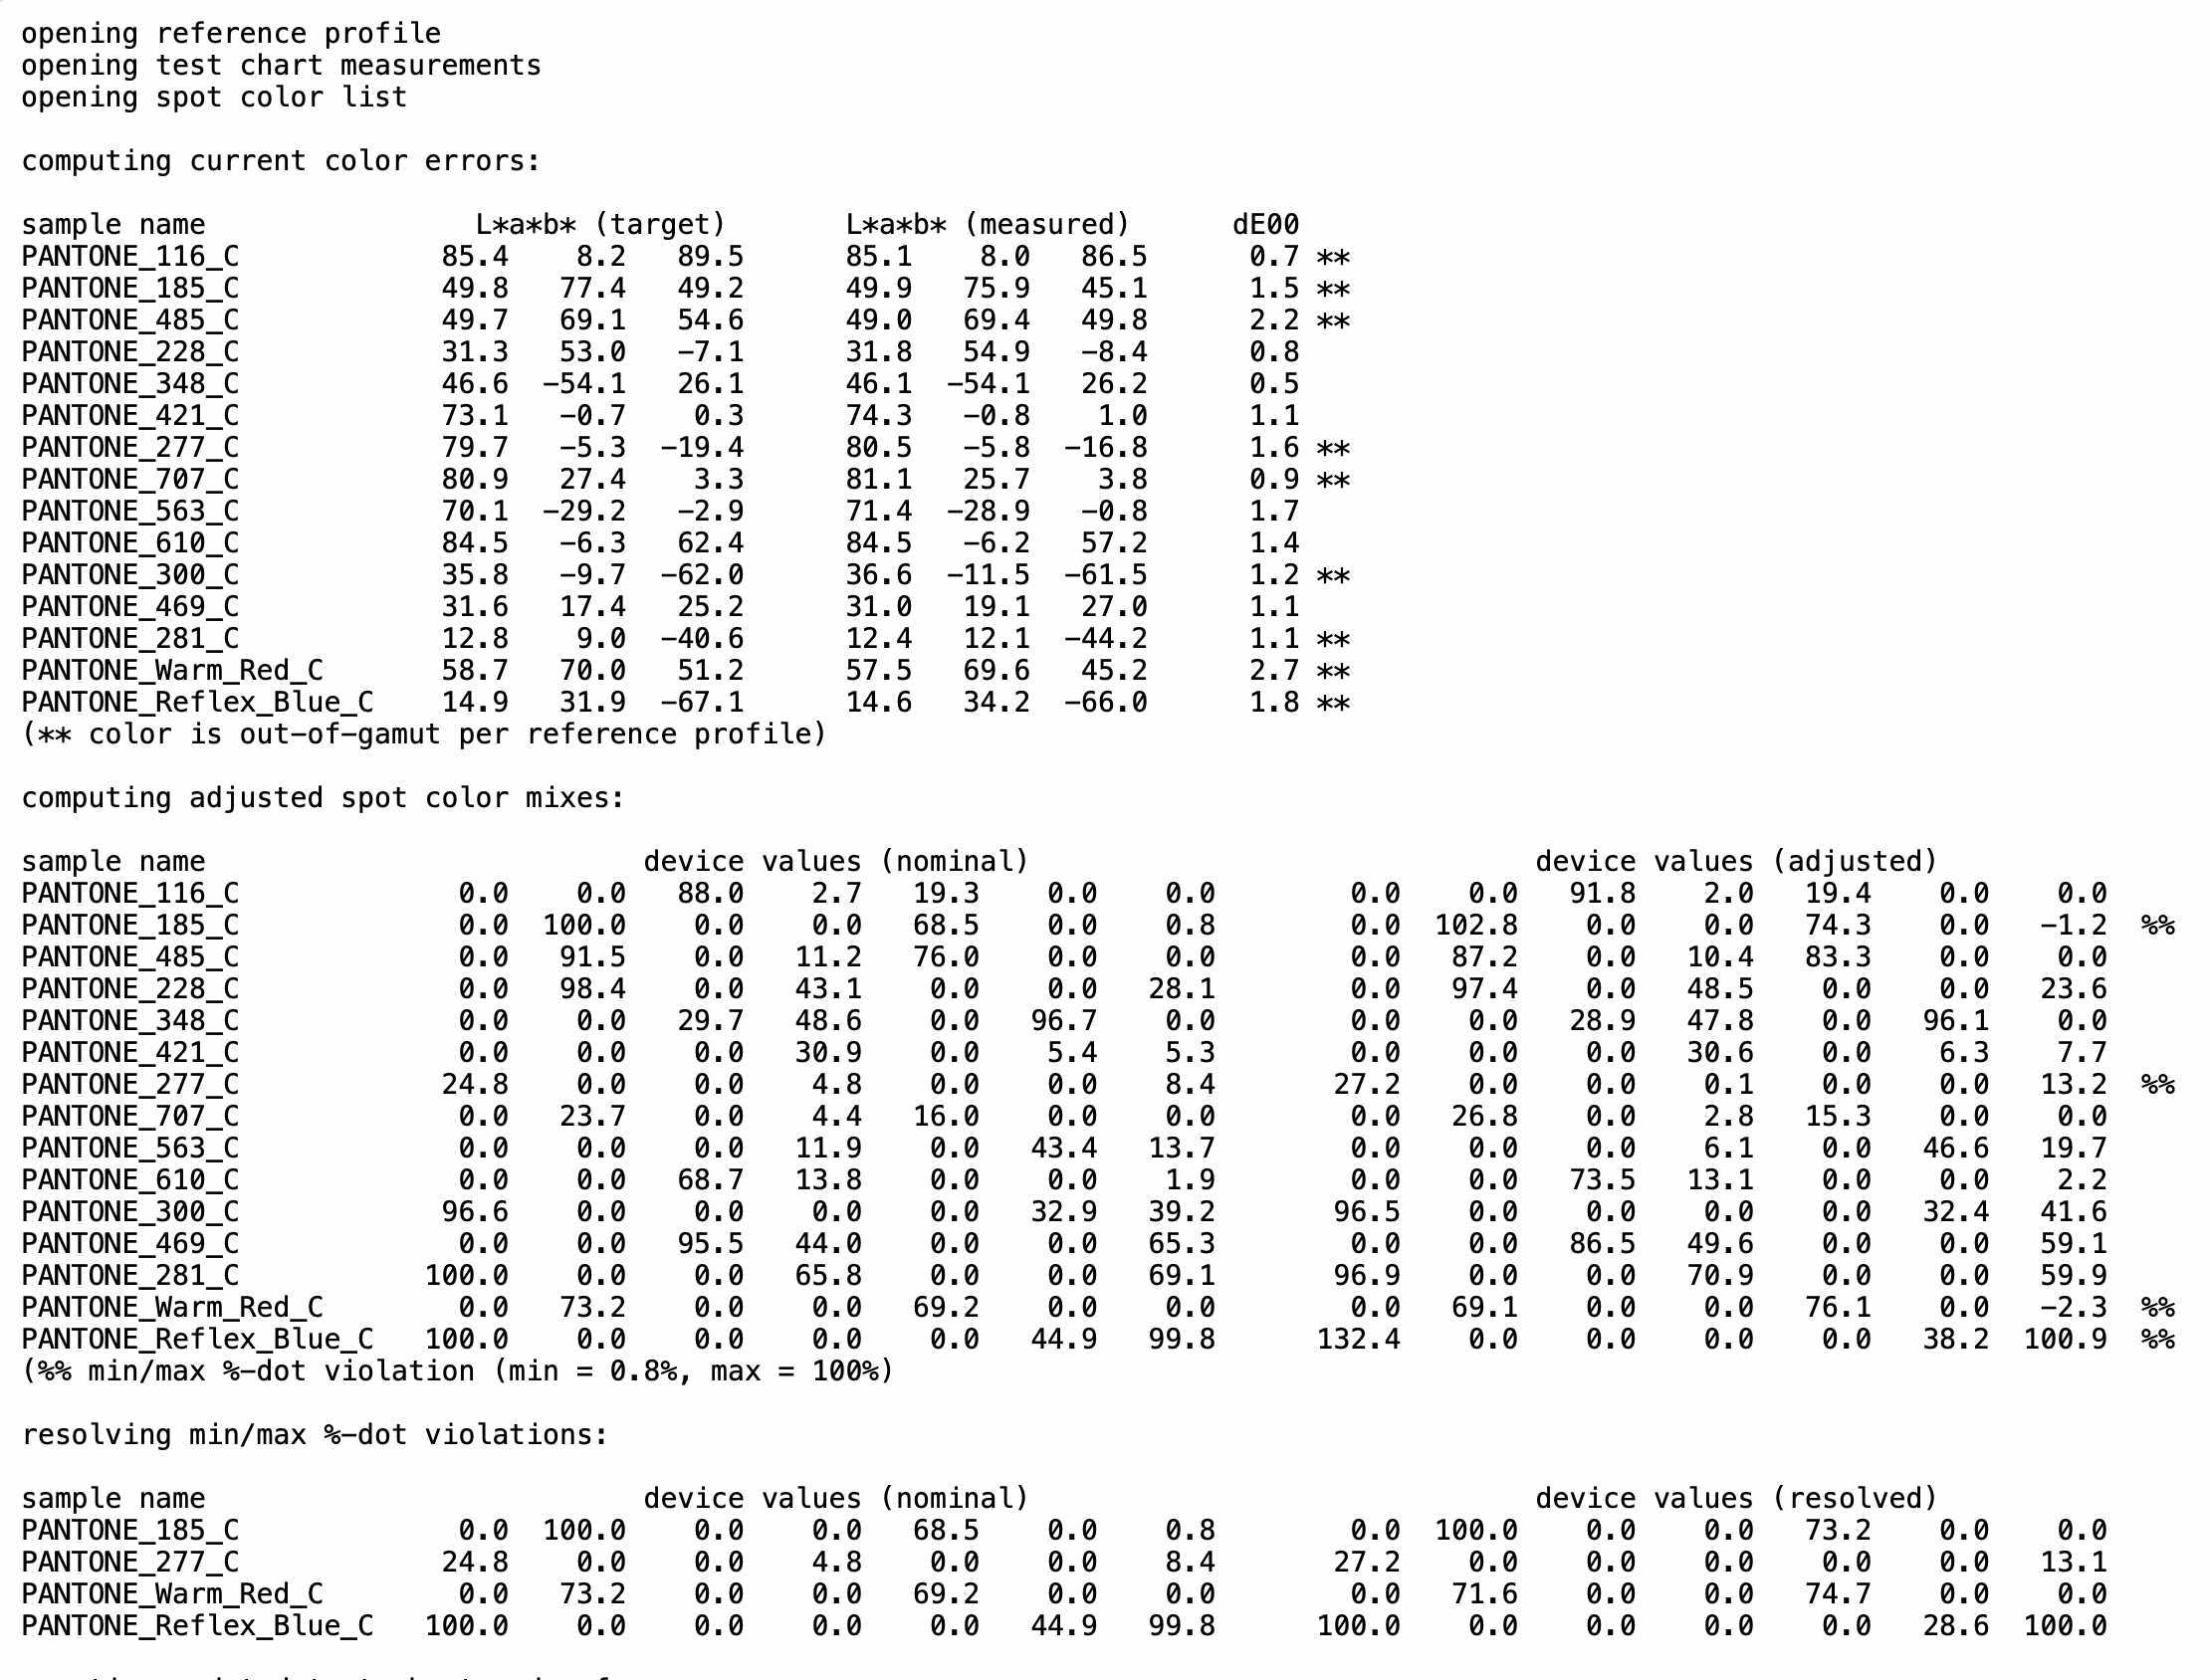 opening reference profile
opening test chart measurements
opening spot color list

computing current color errors:

sample name                L*a*b* (target)       L*a*b* (measured)      dE00
PANTONE_116_C            85.4    8.2   89.5      85.1    8.0   86.5      0.7 **
PANTONE_185_C            49.8   77.4   49.2      49.9   75.9   45.1      1.5 **
PANTONE_485_C            49.7   69.1   54.6      49.0   69.4   49.8      2.2 **
PANTONE_228_C            31.3   53.0   -7.1      31.8   54.9   -8.4      0.8
PANTONE_348_C            46.6  -54.1   26.1      46.1  -54.1   26.2      0.5
PANTONE_421_C            73.1   -0.7    0.3      74.3   -0.8    1.0      1.1
PANTONE_277_C            79.7   -5.3  -19.4      80.5   -5.8  -16.8      1.6 **
PANTONE_707_C            80.9   27.4    3.3      81.1   25.7    3.8      0.9 **
PANTONE_563_C            70.1  -29.2   -2.9      71.4  -28.9   -0.8      1.7
PANTONE_610_C            84.5   -6.3   62.4      84.5   -6.2   57.2      1.4
PANTONE_300_C            35.8   -9.7  -62.0      36.6  -11.5  -61.5      1.2 **
PANTONE_469_C            31.6   17.4   25.2      31.0   19.1   27.0      1.1
PANTONE_281_C            12.8    9.0  -40.6      12.4   12.1  -44.2      1.1 **
PANTONE_Warm_Red_C       58.7   70.0   51.2      57.5   69.6   45.2      2.7 **
PANTONE_Reflex_Blue_C    14.9   31.9  -67.1      14.6   34.2  -66.0      1.8 **
(** color is out-of-gamut per reference profile)

computing adjusted spot color mixes:

sample name                          device values (nominal)                              device values (adjusted)
PANTONE_116_C             0.0    0.0   88.0    2.7   19.3    0.0    0.0        0.0    0.0   91.8    2.0   19.4    0.0    0.0
PANTONE_185_C             0.0  100.0    0.0    0.0   68.5    0.0    0.8        0.0  102.8    0.0    0.0   74.3    0.0   -1.2  %%
PANTONE_485_C             0.0   91.5    0.0   11.2   76.0    0.0    0.0        0.0   87.2    0.0   10.4   83.3    0.0    0.0
PANTONE_228_C             0.0   98.4    0.0   43.1    0.0    0.0   28.1        0.0   97.4    0.0   48.5    0.0    0.0   23.6
PANTONE_348_C             0.0    0.0   29.7   48.6    0.0   96.7    0.0        0.0    0.0   28.9   47.8    0.0   96.1    0.0
PANTONE_421_C             0.0    0.0    0.0   30.9    0.0    5.4    5.3        0.0    0.0    0.0   30.6    0.0    6.3    7.7
PANTONE_277_C            24.8    0.0    0.0    4.8    0.0    0.0    8.4       27.2    0.0    0.0    0.1    0.0    0.0   13.2  %%
PANTONE_707_C             0.0   23.7    0.0    4.4   16.0    0.0    0.0        0.0   26.8    0.0    2.8   15.3    0.0    0.0
PANTONE_563_C             0.0    0.0    0.0   11.9    0.0   43.4   13.7        0.0    0.0    0.0    6.1    0.0   46.6   19.7
PANTONE_610_C             0.0    0.0   68.7   13.8    0.0    0.0    1.9        0.0    0.0   73.5   13.1    0.0    0.0    2.2
PANTONE_300_C            96.6    0.0    0.0    0.0    0.0   32.9   39.2       96.5    0.0    0.0    0.0    0.0   32.4   41.6
PANTONE_469_C             0.0    0.0   95.5   44.0    0.0    0.0   65.3        0.0    0.0   86.5   49.6    0.0    0.0   59.1
PANTONE_281_C           100.0    0.0    0.0   65.8    0.0    0.0   69.1       96.9    0.0    0.0   70.9    0.0    0.0   59.9
PANTONE_Warm_Red_C        0.0   73.2    0.0    0.0   69.2    0.0    0.0        0.0   69.1    0.0    0.0   76.1    0.0   -2.3  %%
PANTONE_Reflex_Blue_C   100.0    0.0    0.0    0.0    0.0   44.9   99.8      132.4    0.0    0.0    0.0    0.0   38.2  100.9  %%
(%% min/max %-dot violation (min = 0.8%, max = 100%)

resolving min/max %-dot violations:

sample name                          device values (nominal)                              device values (resolved)
PANTONE_185_C             0.0  100.0    0.0    0.0   68.5    0.0    0.8        0.0  100.0    0.0    0.0   73.2    0.0    0.0
PANTONE_277_C            24.8    0.0    0.0    4.8    0.0    0.0    8.4       27.2    0.0    0.0    0.0    0.0    0.0   13.1
PANTONE_Warm_Red_C        0.0   73.2    0.0    0.0   69.2    0.0    0.0        0.0   71.6    0.0    0.0   74.7    0.0    0.0
PANTONE_Reflex_Blue_C   100.0    0.0    0.0    0.0    0.0   44.9   99.8      100.0    0.0    0.0    0.0    0.0   28.6  100.0